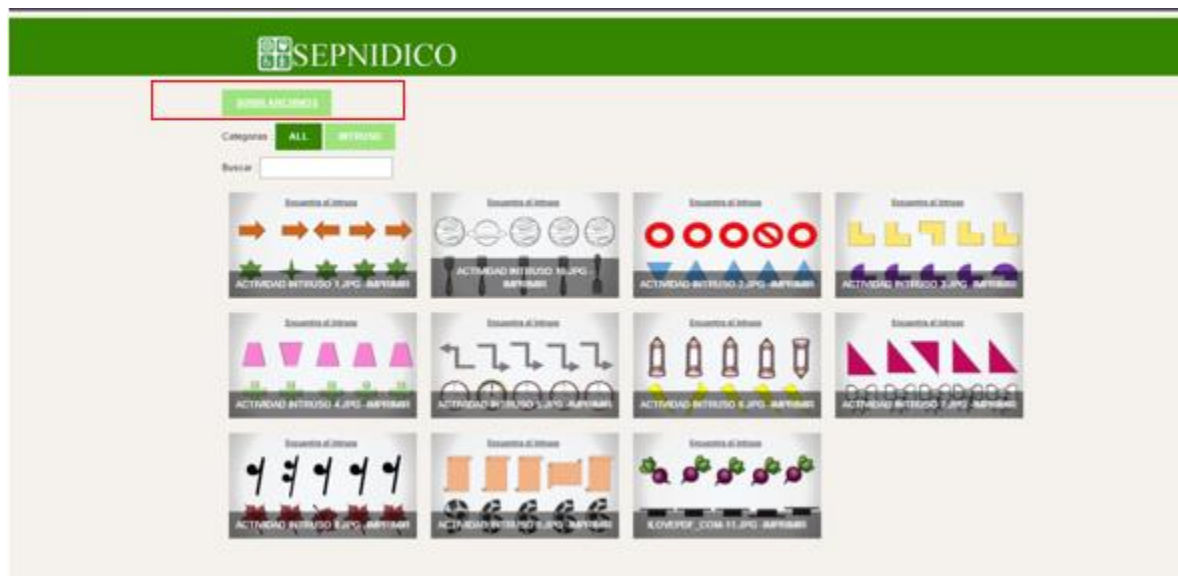 SEPNIDICO
SUBIR ARCHIVOS
Categorias ALL INTRUSO
Buscar
Encuentra el Intruso
ACTIVIDAD INTRUSO 1.JPG -IMPRIMIR
Encuentra el Intruso
ACTIVIDAD INTRUSO 10.JPG -
IMPRIMIR
Encuentra el Intruso
ACTIVIDAD INTRUSO 2.JPG -IMPRIMIR
Encuentra el Intruso
ACTIVIDAD INTRUSO 3.JPG -IMPRIMIR
Encuentra el Intruso
ACTIVIDAD INTRUSO 4.JPG -IMPRIMIR
Encuentra el Intruso
ACTIVIDAD INTRUSO 5.JPG -IMPRIMIR
Encuentra el Intruso
ACTIVIDAD INTRUSO 6.JPG -IMPRIMIR
Encuentra el Intruso
ACTIVIDAD INTRUSO 7.JPG -IMPRIMIR
Encuentra el Intruso
ACTIVIDAD INTRUSO 8.JPG -IMPRIMIR
Encuentra el Intruso
ACTIVIDAD INTRUSO 9.JPG -IMPRIMIR
Encuentra el Intruso
ILOVEPDF_COM-11.JPG -IMPRIMIR